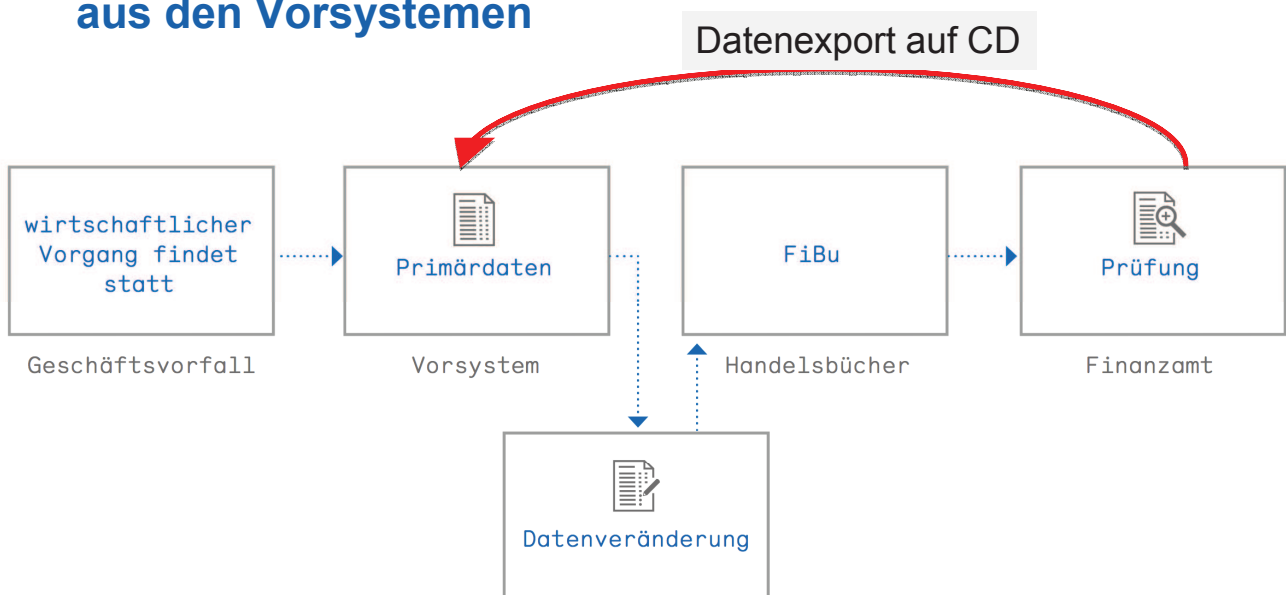 aus den Vorsystemen
Datenexport auf CD
wirtschaftlicher
Vorgang findet
statt
Primärdaten
FiBu
Prüfung
Geschäftsvorfall
Vorsystem
Handelsbücher
Finanzamt
Datenveränderung